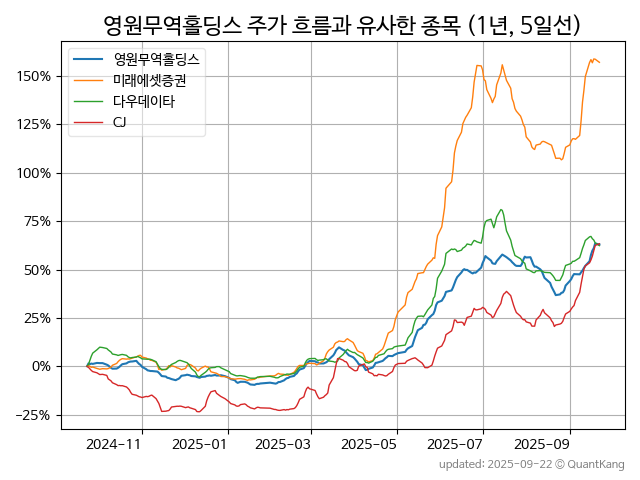 영원무역홀딩스 주가 흐름과 유사한 종목 (1년, 5일선)
영원무역홀딩스
미래에셋증권
다우데이타
CJ
150%
125%
100%
75%
50%
25%
0%
−25%
2024-11 2025-01 2025-03 2025-05 2025-07 2025-09
updated: 2025-09-22 © QuantKang